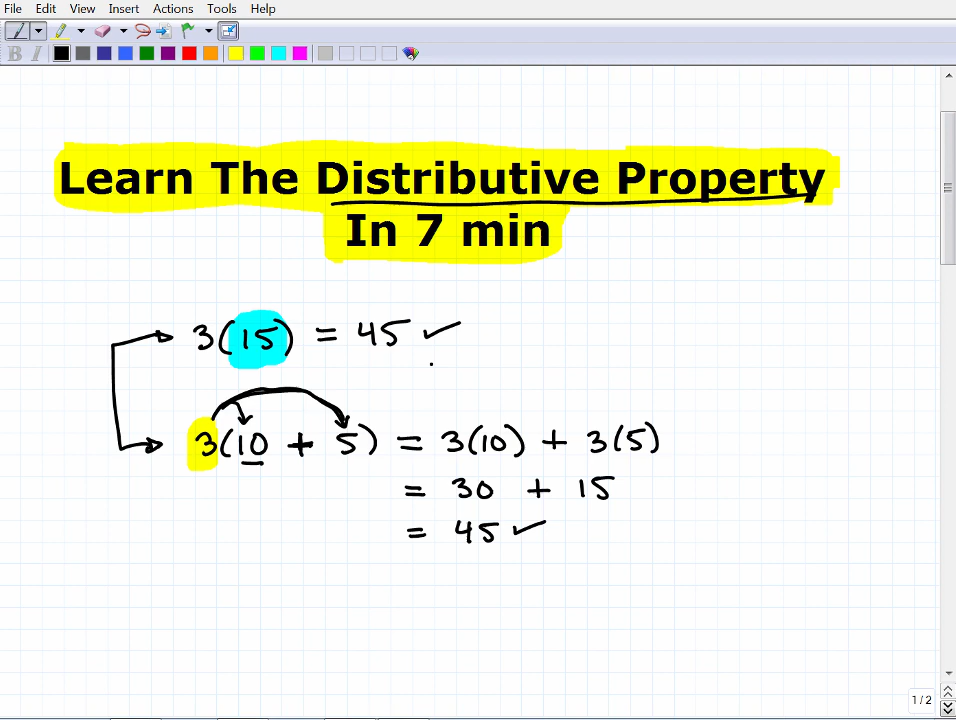 File Edit View Insert Actions Tools Help
B I
Learn The Distributive Property
In 7 min
3(15) = 45 ✓
3(10 + 5) = 3(10) + 3(5)
= 30 + 15
= 45 ✓
1/2